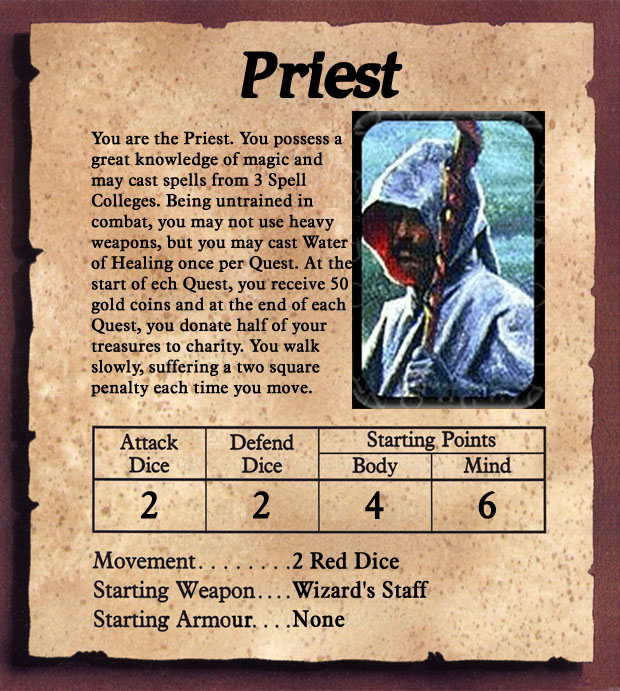 Priest
You are the Priest. You possess a
great knowledge of magic and
may cast spells from 3 Spell
Colleges. Being untrained in
combat, you may not use heavy
weapons, but you may cast Water
of Healing once per Quest. At the
start of ech Quest, you receive 50
gold coins and at the end of each
Quest, you donate half of your
treasures to charity. You walk
slowly, suffering a two square
penalty each time you move.
Attack Dice
Defend Dice
Starting Points
Body Mind
2 2 4 6
Movement. . . . . . . .2 Red Dice
Starting Weapon. . . .Wizard's Staff
Starting Armour. . . .None